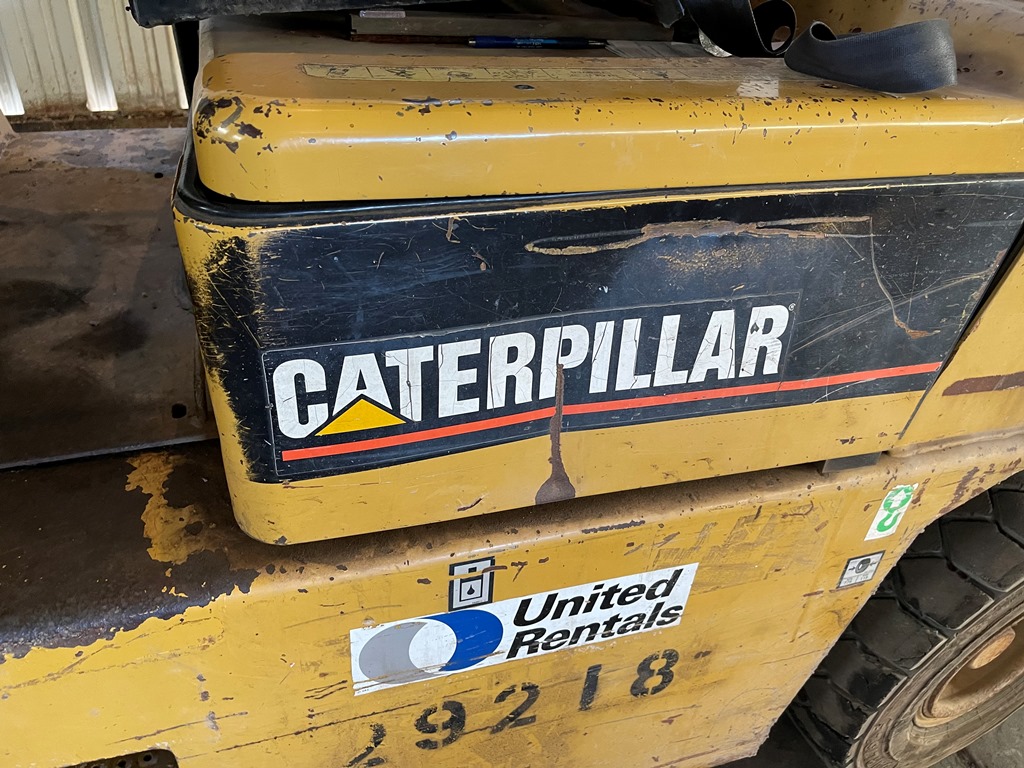 CATERPILLAR®
United
Rentals
29218